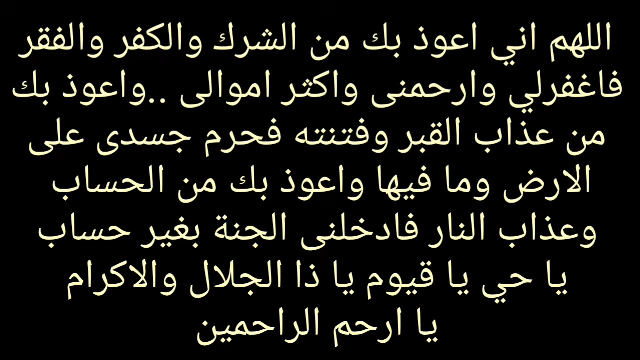 اللهم اني اعوذ بك من الشرك والكفر والفقر
فاغفرلي وارحمنى واكثر اموالى ..واعوذ بك
من عذاب القبر وفتنته فحرم جسدى على
الارض وما فيها واعوذ بك من الحساب
وعذاب النار فادخلنى الجنة بغير حساب
يا حي يا قيوم يا ذا الجلال والاكرام
يا ارحم الراحمين